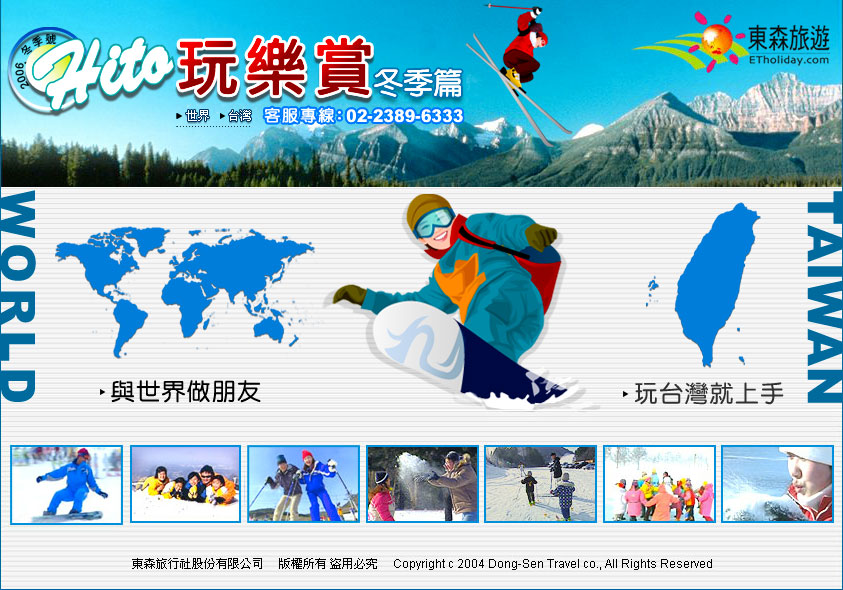 2006.冬季號
Hito 玩樂賞 冬季篇
東森旅遊
ETholiday.com
世界 台灣 客服專線:02-2389-6333
WORLD
TAIWAN
與世界做朋友
玩台灣就上手
東森旅行社股份有限公司 版權所有 盜用必究 Copyright c 2004 Dong-Sen Travel co., All Rights Reserved